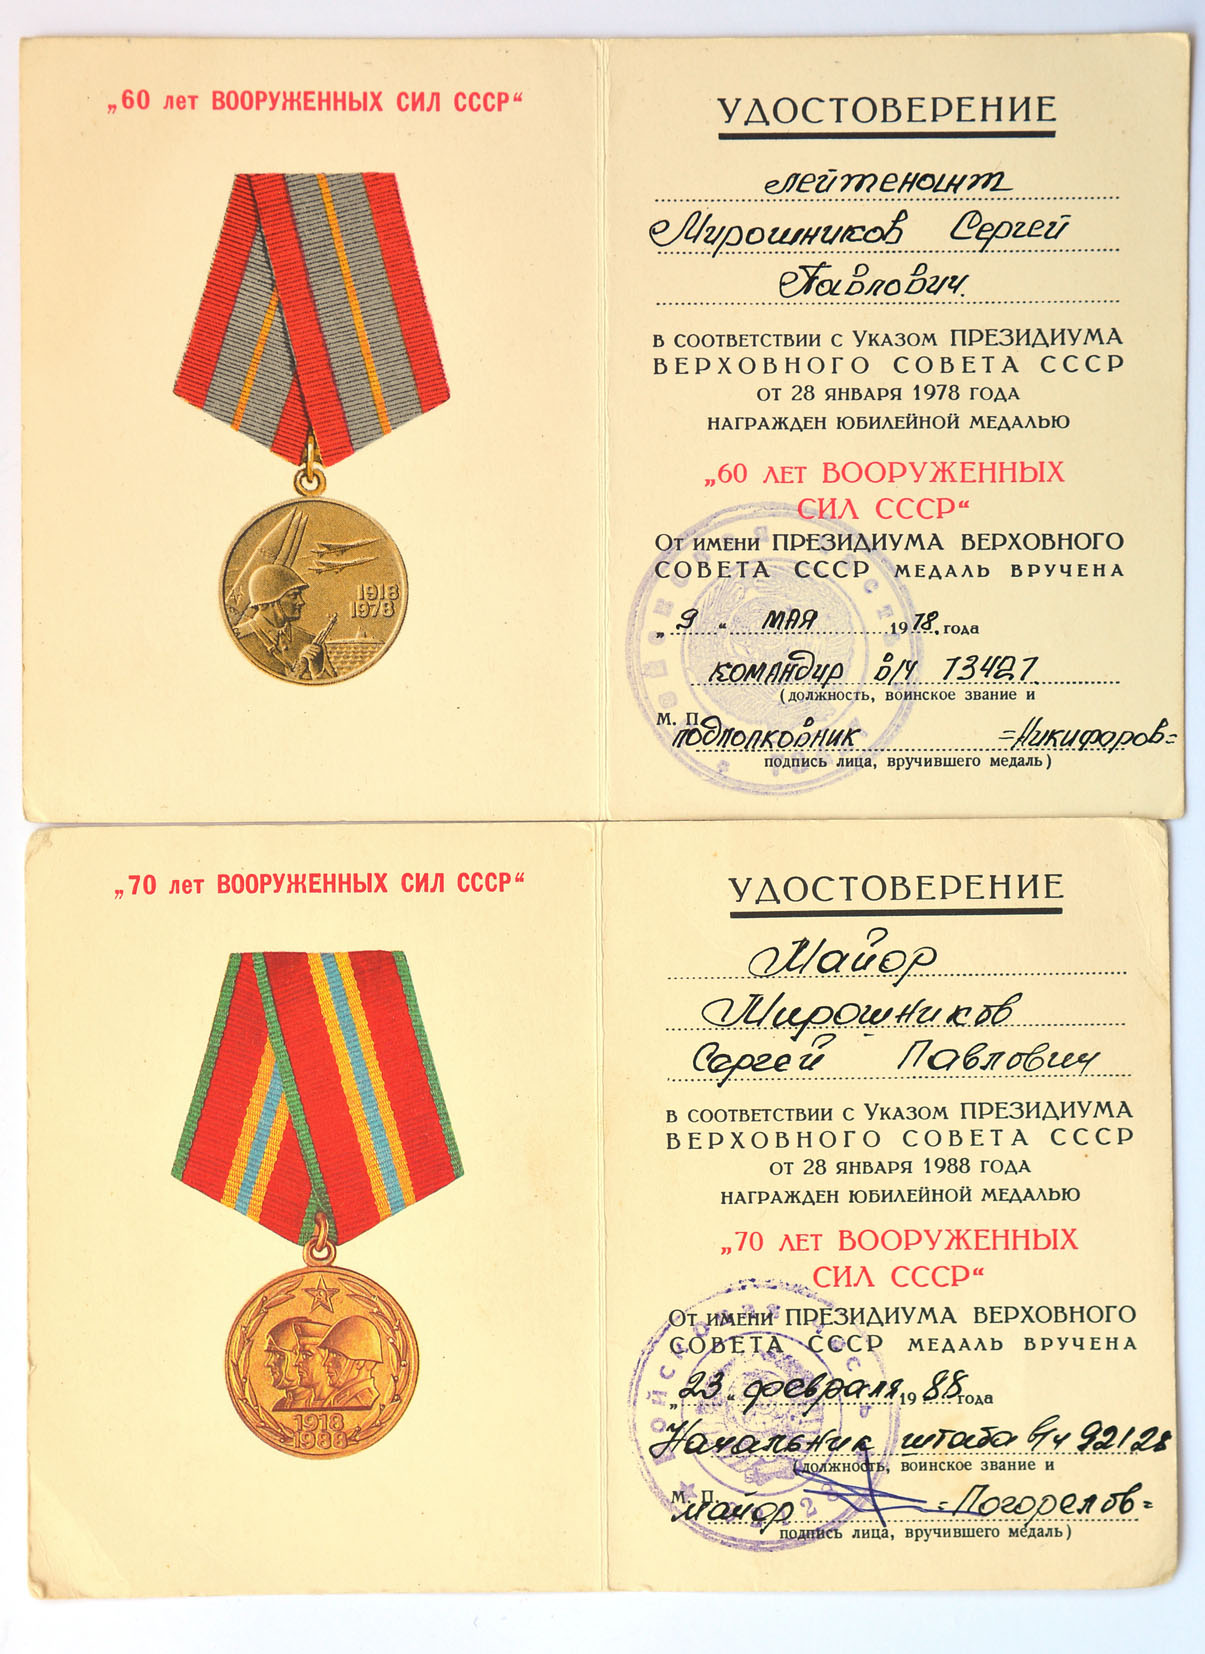 „60 лет ВООРУЖЕННЫХ СИЛ СССР“
1918
1978
УДОСТОВЕРЕНИЕ
лейтенант
Мирошников Сергей
Павлович.
В СООТВЕТСТВИИ С УКАЗОМ ПРЕЗИДИУМА
ВЕРХОВНОГО СОВЕТА СССР
ОТ 28 ЯНВАРЯ 1978 ГОДА
НАГРАЖДЕН ЮБИЛЕЙНОЙ МЕДАЛЬЮ
„60 ЛЕТ ВООРУЖЕННЫХ
СИЛ СССР“
ОТ ИМЕНИ ПРЕЗИДИУМА ВЕРХОВНОГО
СОВЕТА СССР МЕДАЛЬ ВРУЧЕНА
„9“ МАЯ 1978. года
командир в/ч 73427.
(должность, воинское звание и
М. П.
подполковник =Никифоров=
подпись лица, вручившего медаль)
„70 лет ВООРУЖЕННЫХ СИЛ СССР“
1918
1988
УДОСТОВЕРЕНИЕ
Майор
Мирошников
Сергей Павлович
В СООТВЕТСТВИИ С УКАЗОМ ПРЕЗИДИУМА
ВЕРХОВНОГО СОВЕТА СССР
ОТ 28 ЯНВАРЯ 1988 ГОДА
НАГРАЖДЕН ЮБИЛЕЙНОЙ МЕДАЛЬЮ
„70 ЛЕТ ВООРУЖЕННЫХ
СИЛ СССР“
ОТ ИМЕНИ ПРЕЗИДИУМА ВЕРХОВНОГО
СОВЕТА СССР МЕДАЛЬ ВРУЧЕНА
„23“ февраля 1988. года
Начальник штаба в/ч 92128
(должность, воинское звание и
М. П.
майор =Погорелов=
подпись лица, вручившего медаль)
ВОЙСКОВАЯ ЧАСТЬ
92128